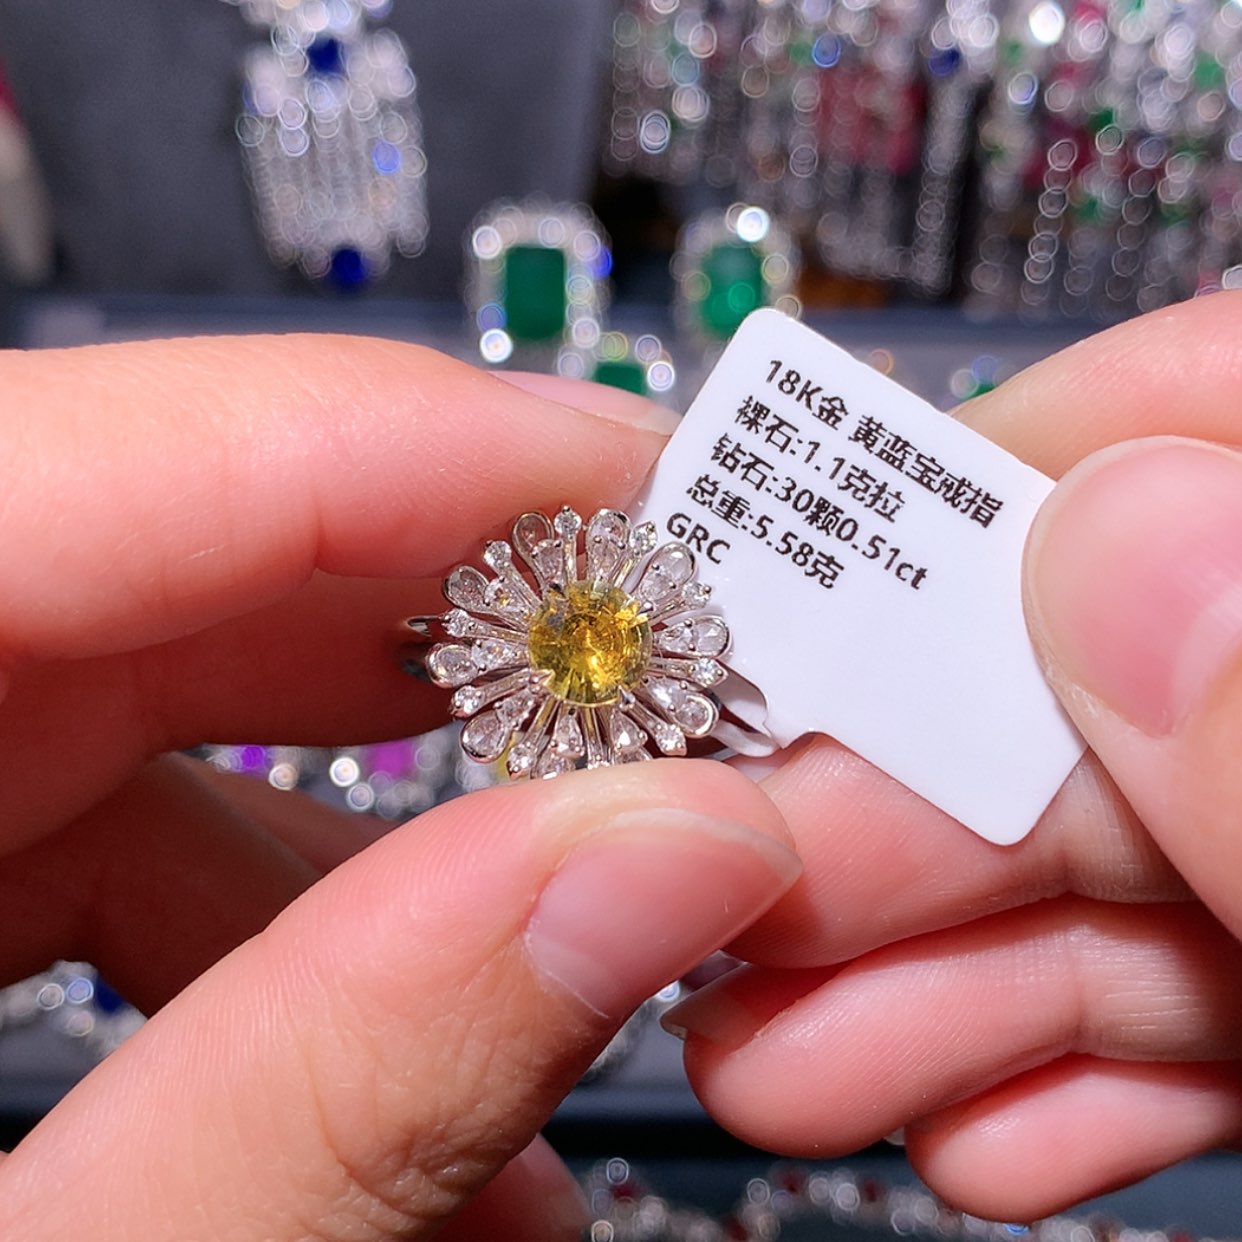 18K金 黄蓝宝戒指
裸石:1.1克拉
钻石:30颗0.51ct
总重:5.58克
GRC